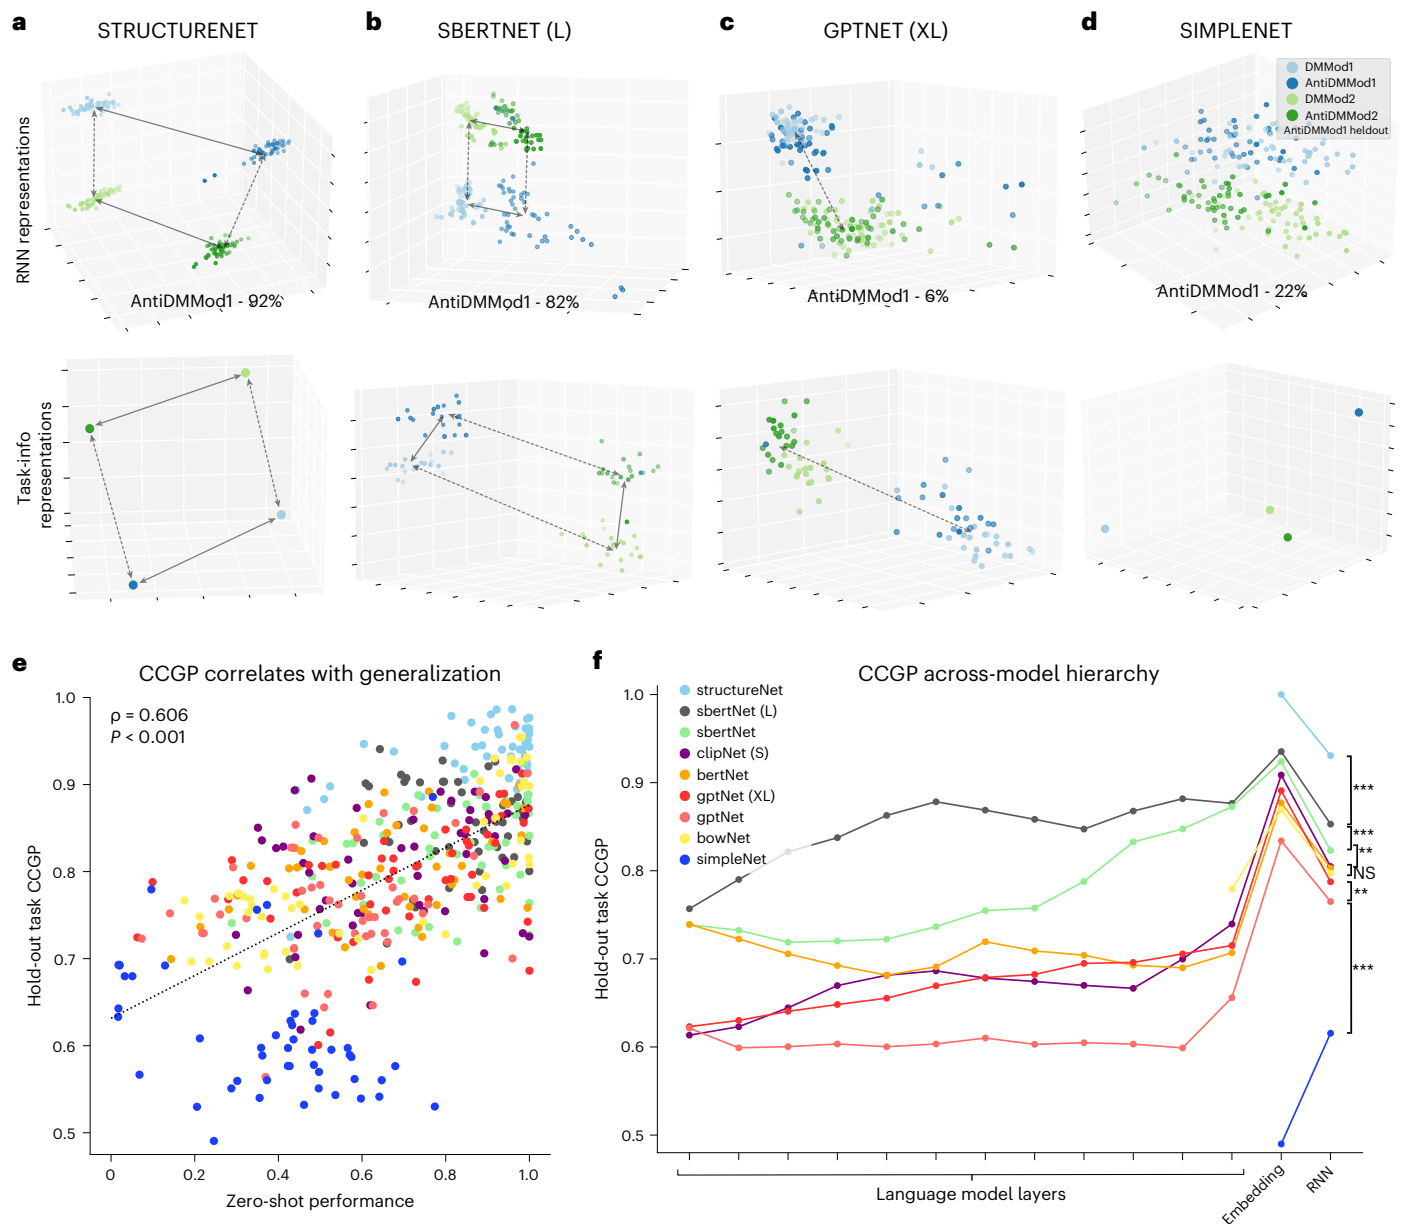 a
STRUCTURENET
b
SBERTNET (L)
c
GPTNET (XL)
d
SIMPLENET
DMMod1
AntiDMMod1
DMMod2
AntiDMMod2
AntiDMMod1 heldout
RNN representations
AntiDMMod1 - 92%
AntiDMMod1 - 82%
AntiDMMod1 - 6%
AntiDMMod1 - 22%
Task-info
representations
e
CCGP correlates with generalization
ρ = 0.606
P < 0.001
Hold-out task CCGP
1.0
0.9
0.8
0.7
0.6
0.5
0
0.2
0.4
0.6
0.8
1.0
Zero-shot performance
f
CCGP across-model hierarchy
structureNet
sbertNet (L)
sbertNet
clipNet (S)
bertNet
gptNet (XL)
gptNet
bowNet
simpleNet
Hold-out task CCGP
1.0
0.9
0.8
0.7
0.6
0.5
***
***
**
NS
**
***
Language model layers
Embedding
RNN